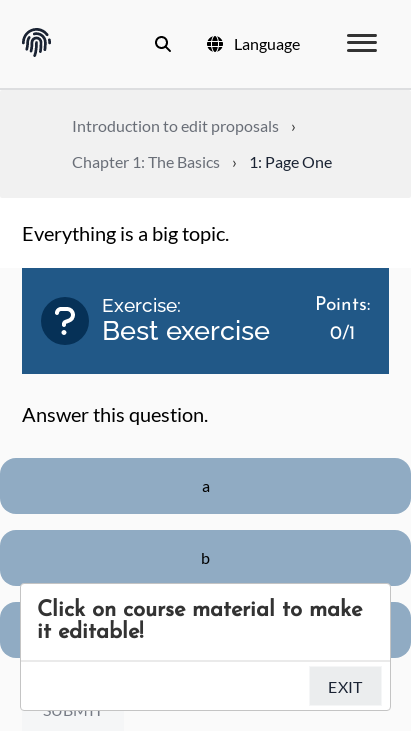 Language
Introduction to edit proposals ›
Chapter 1: The Basics › 1: Page One
Everything is a big topic.
?
Exercise:
Best exercise
Points:
0/1
Answer this question.
a
b
Click on course material to make
it editable!
EXIT
SUBMIT